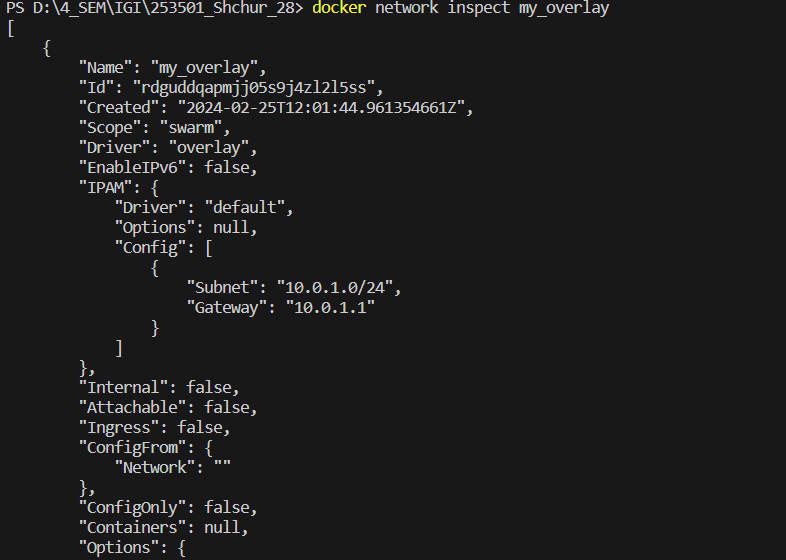 PS D:\4_SEM\IGI\253501_Shchur_28> docker network inspect my_overlay
[
    {
        "Name": "my_overlay",
        "Id": "rdguddqapmjj05s9j4zl2l5ss",
        "Created": "2024-02-25T12:01:44.961354661Z",
        "Scope": "swarm",
        "Driver": "overlay",
        "EnableIPv6": false,
        "IPAM": {
            "Driver": "default",
            "Options": null,
            "Config": [
                {
                    "Subnet": "10.0.1.0/24",
                    "Gateway": "10.0.1.1"
                }
            ]
        },
        "Internal": false,
        "Attachable": false,
        "Ingress": false,
        "ConfigFrom": {
            "Network": ""
        },
        "ConfigOnly": false,
        "Containers": null,
        "Options": {